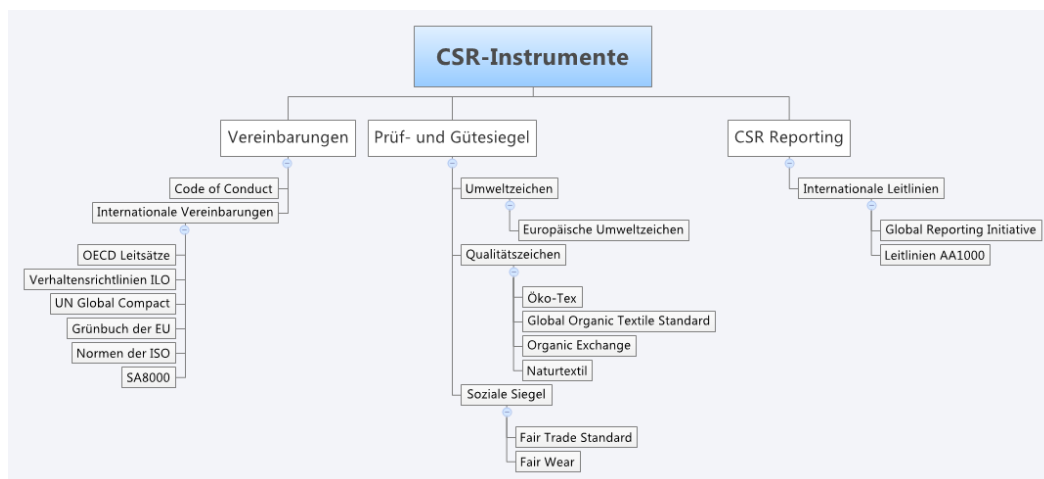 CSR-Instrumente
Vereinbarungen
Code of Conduct
Internationale Vereinbarungen
OECD Leitsätze
Verhaltensrichtlinien ILO
UN Global Compact
Grünbuch der EU
Normen der ISO
SA8000
Prüf- und Gütesiegel
Umweltzeichen
Europäische Umweltzeichen
Qualitätszeichen
Öko-Tex
Global Organic Textile Standard
Organic Exchange
Naturtextil
Soziale Siegel
Fair Trade Standard
Fair Wear
CSR Reporting
Internationale Leitlinien
Global Reporting Initiative
Leitlinien AA1000